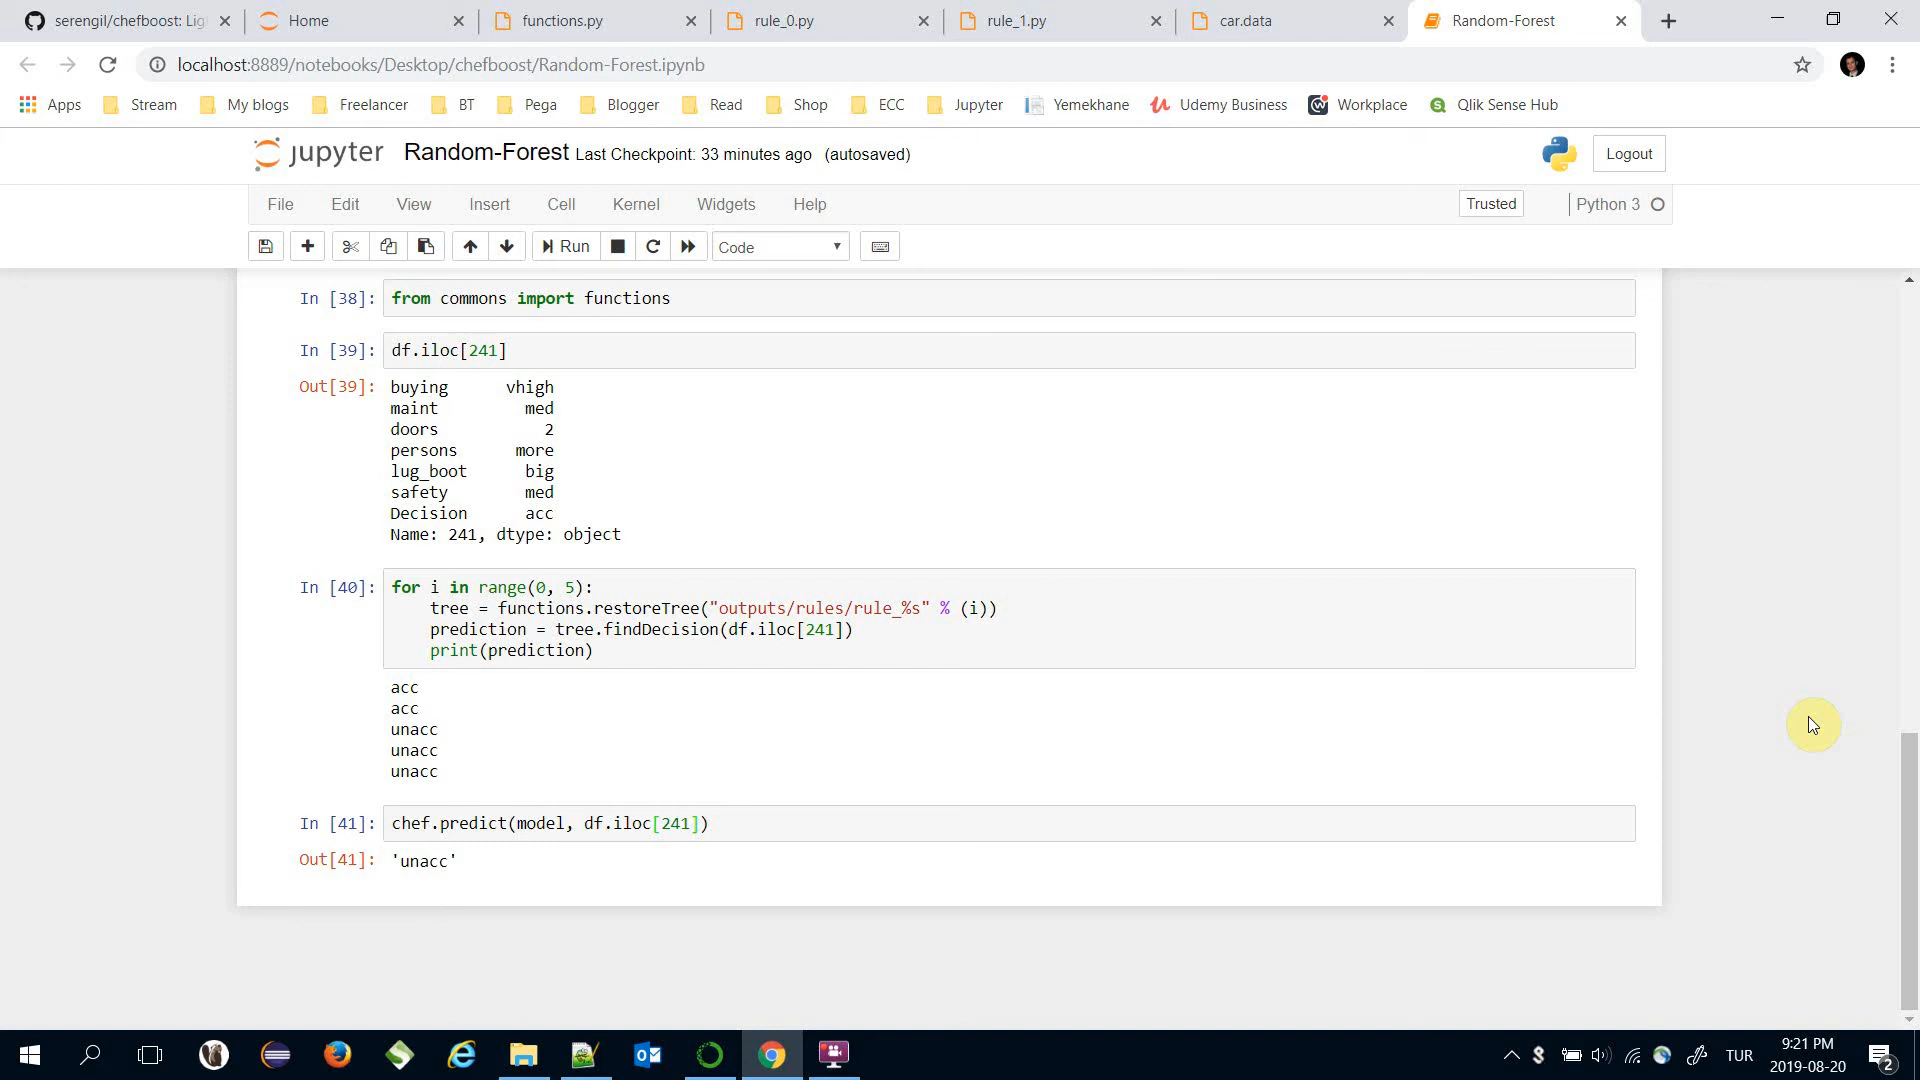 serengil/chefboost: Lig
Home
functions.py
rule_0.py
rule_1.py
car.data
Random-Forest
localhost:8889/notebooks/Desktop/chefboost/Random-Forest.ipynb
Apps Stream My blogs Freelancer BT Pega Blogger Read Shop ECC Jupyter Yemekhane Udemy Business Workplace Qlik Sense Hub
jupyter Random-Forest Last Checkpoint: 33 minutes ago (autosaved)
Logout
File Edit View Insert Cell Kernel Widgets Help
Trusted
Python 3
Run
Code
In [38]: from commons import functions
In [39]: df.iloc[241]
Out[39]: buying vhigh
maint med
doors 2
persons more
lug_boot big
safety med
Decision acc
Name: 241, dtype: object
In [40]: for i in range(0, 5):
tree = functions.restoreTree("outputs/rules/rule_%s" % (i))
prediction = tree.findDecision(df.iloc[241])
print(prediction)
acc
acc
unacc
unacc
unacc
In [41]: chef.predict(model, df.iloc[241])
Out[41]: 'unacc'
TUR
9:21 PM
2019-08-20
2